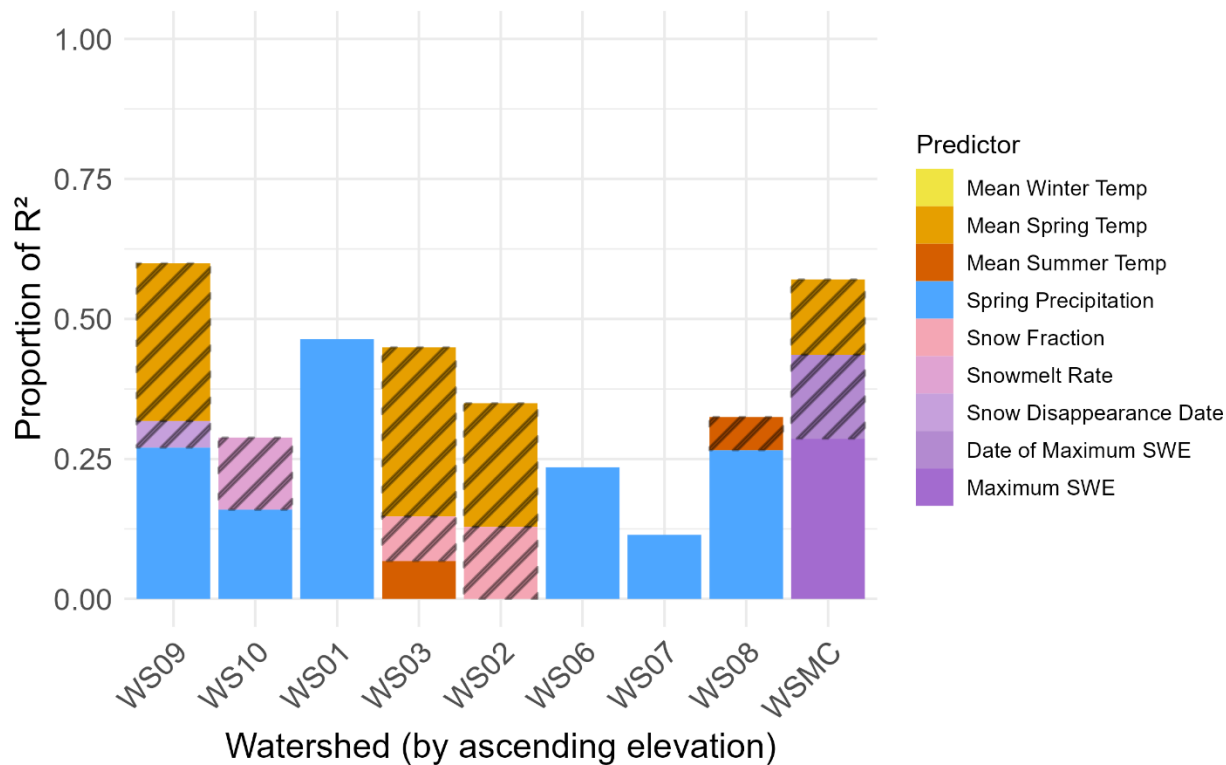 1.00
0.75
0.50
0.25
0.00
Proportion of R²
WS09
WS10
WS01
WS03
WS02
WS06
WS07
WS08
WSMC
Watershed (by ascending elevation)
Predictor
Mean Winter Temp
Mean Spring Temp
Mean Summer Temp
Spring Precipitation
Snow Fraction
Snowmelt Rate
Snow Disappearance Date
Date of Maximum SWE
Maximum SWE